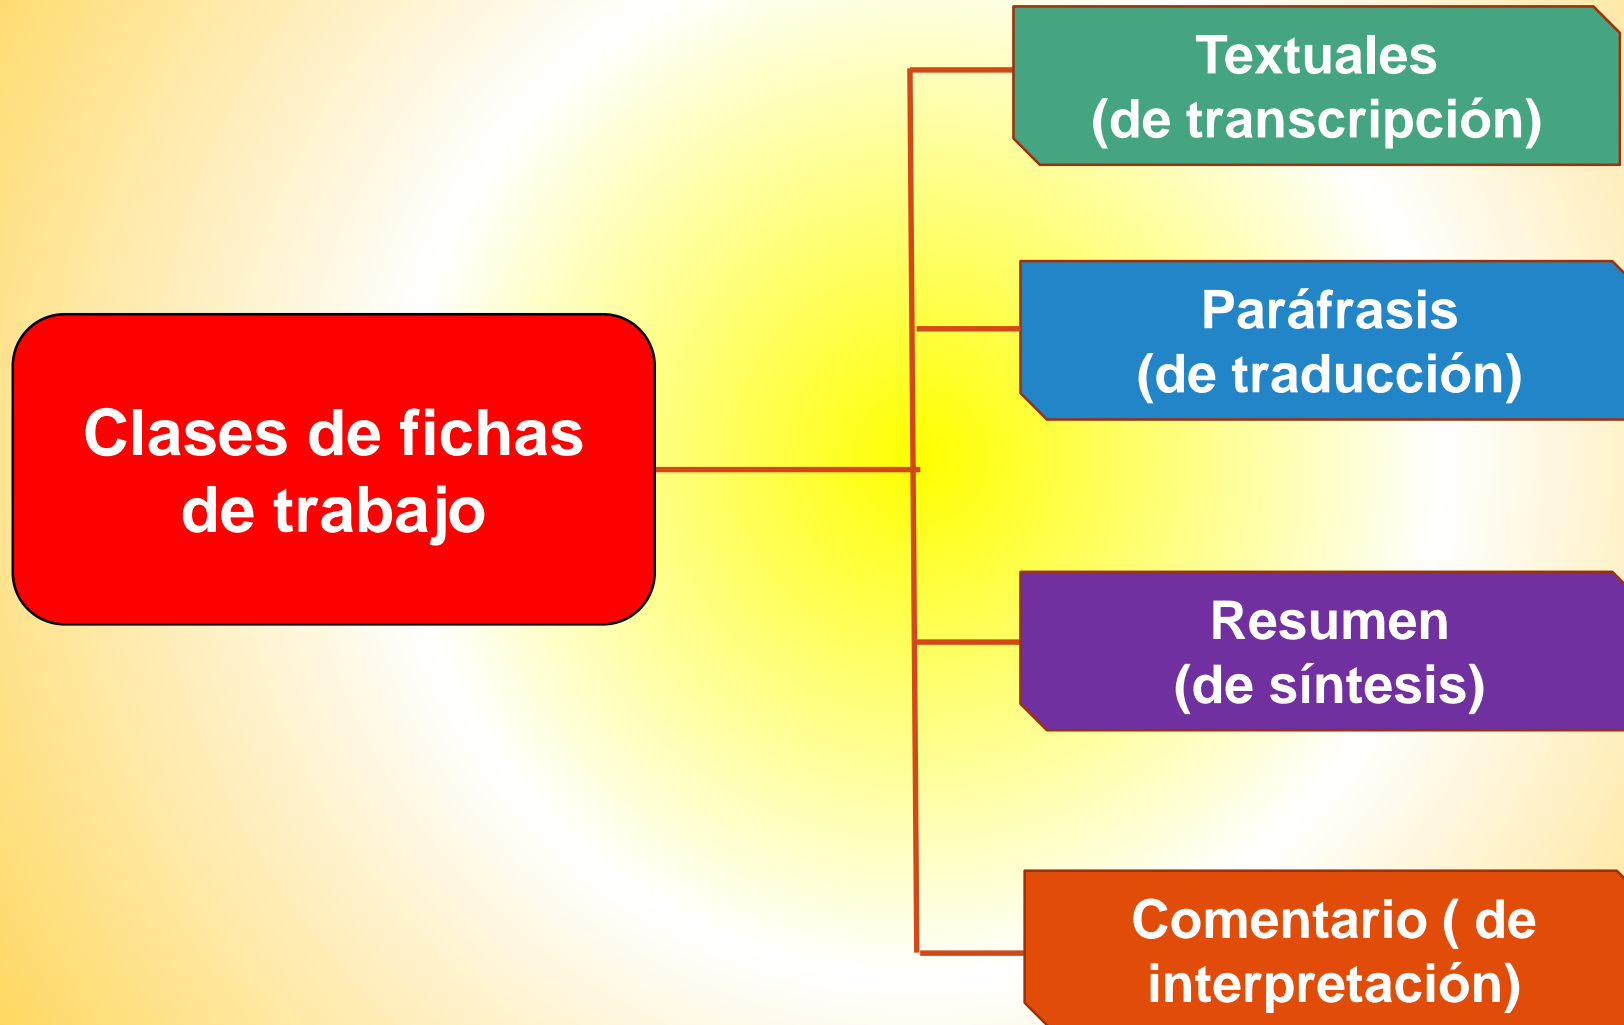 Textuales
(de transcripción)
Paráfrasis
(de traducción)
Clases de fichas
de trabajo
Resumen
(de síntesis)
Comentario ( de
interpretación)